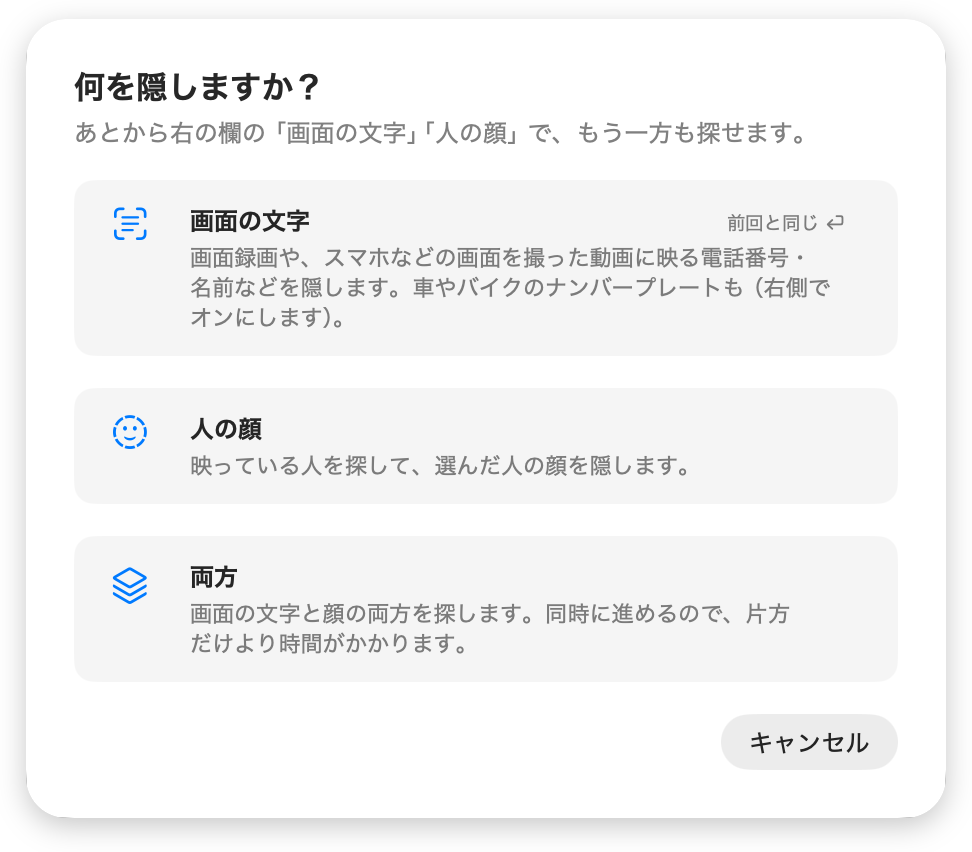 何を隠しますか？
あとから右の欄の「画面の文字」「人の顔」で、もう一方も探せます。
画面の文字
前回と同じ ⏎
画面録画や、スマホなどの画面を撮った動画に映る電話番号・
名前などを隠します。車やバイクのナンバープレートも（右側で
オンにします）。
人の顔
映っている人を探して、選んだ人の顔を隠します。
両方
画面の文字と顔の両方を探します。同時に進めるので、片方
だけより時間がかかります。
キャンセル